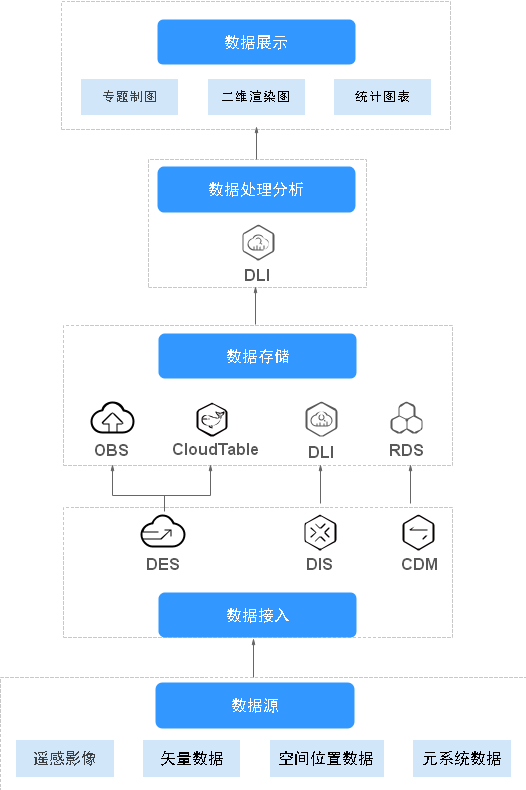 数据展示
专题制图
二维渲染图
统计图表
数据处理分析
DLI
数据存储
OBS
CloudTable
DLI
RDS
DES
DIS
CDM
数据接入
数据源
遥感影像
矢量数据
空间位置数据
元系统数据